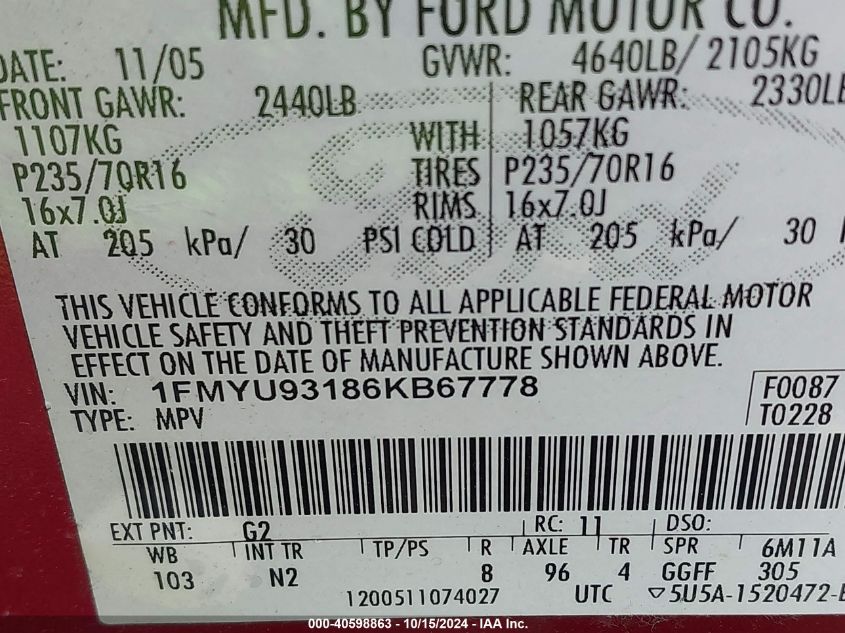 MFD. BY FORD MOTOR CO.
DATE: 11/05 GVWR: 4640LB/ 2105KG
FRONT GAWR: 2440LB REAR GAWR: 2330LB
1107KG WITH 1057KG
P235/70R16 TIRES P235/70R16
16x7.0J RIMS 16x7.0J
AT 205 kPa/ 30 PSI COLD AT 205 kPa/ 30
THIS VEHICLE CONFORMS TO ALL APPLICABLE FEDERAL MOTOR
VEHICLE SAFETY AND THEFT PREVENTION STANDARDS IN
EFFECT ON THE DATE OF MANUFACTURE SHOWN ABOVE.
VIN: 1FMYU93186KB67778 F0087
TYPE: MPV T0228
EXT PNT: G2 RC: 11 DSO:
WB INT TR TP/PS R AXLE TR SPR 6M11A
103 N2 8 96 4 GGFF 305
1200511074027 UTC ▽5U5A-1520472-
000-40598863 - 10/15/2024 - IAA Inc.